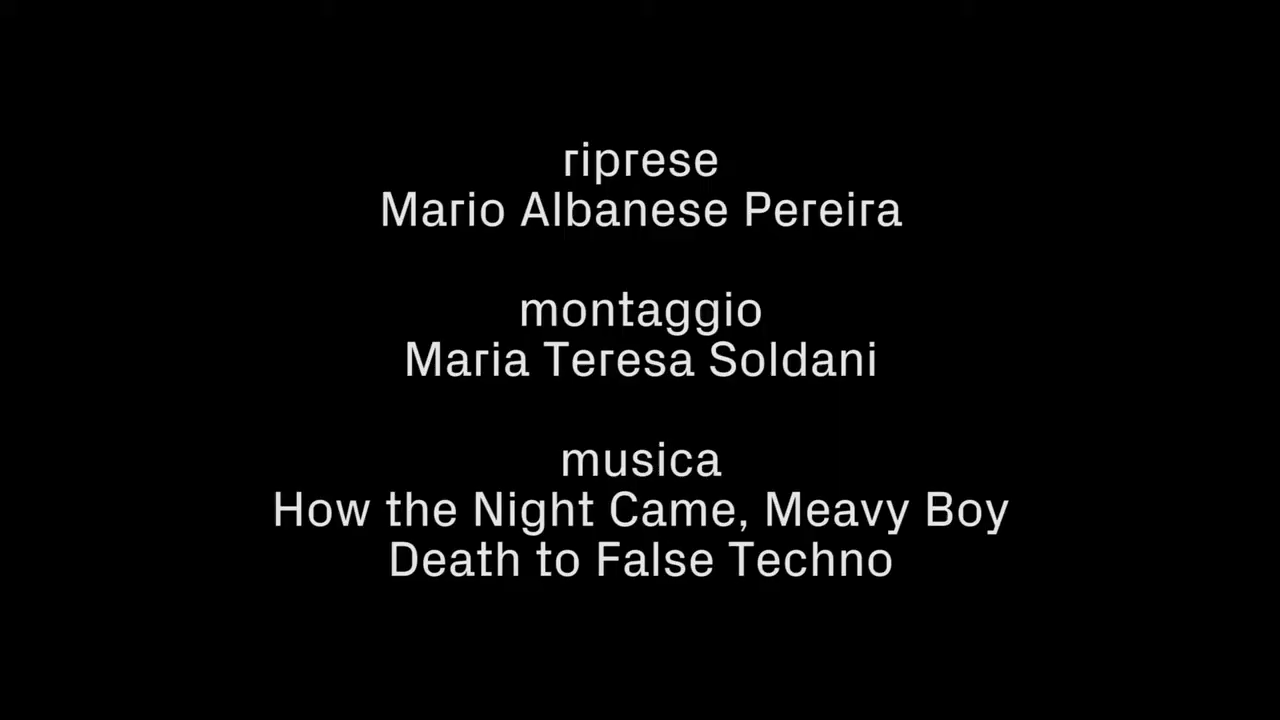 riprese
Mario Albanese Pereira
montaggio
Maria Teresa Soldani
musica
How the Night Came, Meavy Boy
Death to False Techno